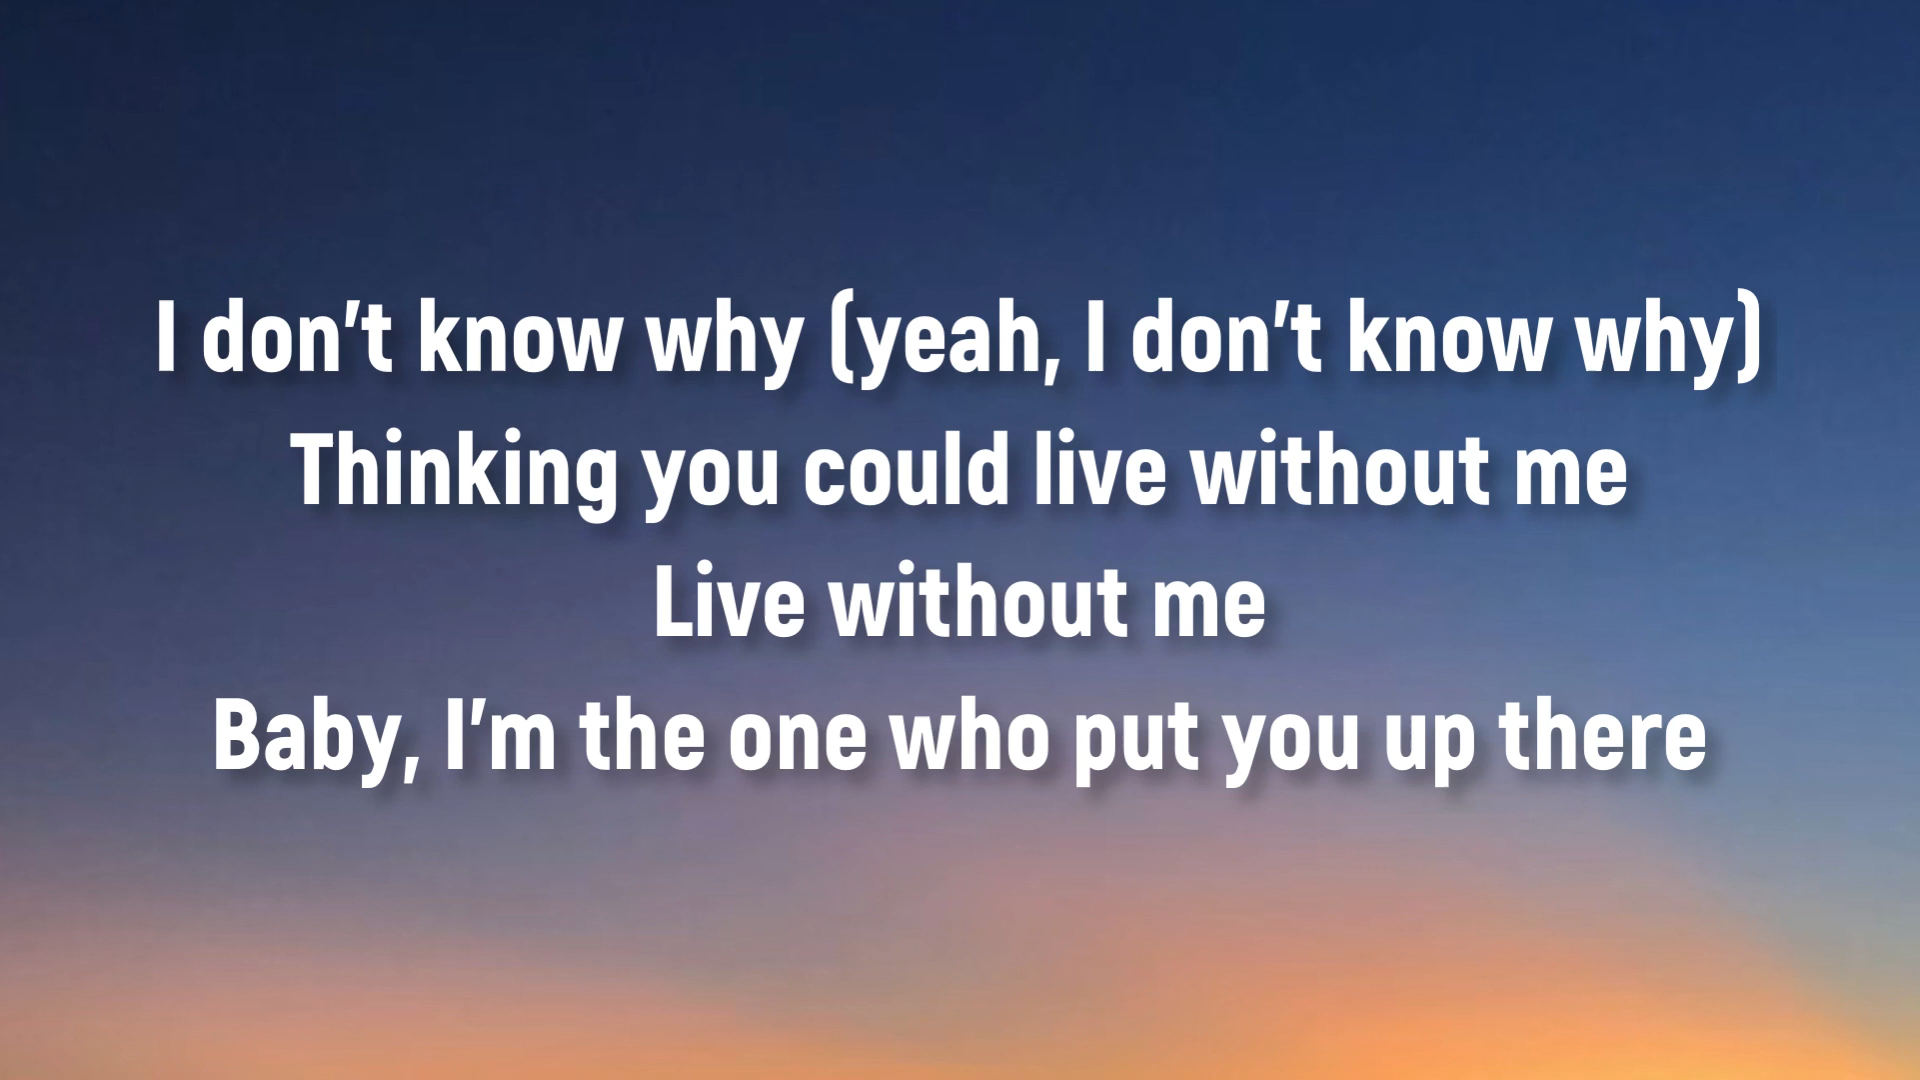 I don't know why (yeah, I don't know why)
Thinking you could live without me
Live without me
Baby, I'm the one who put you up there